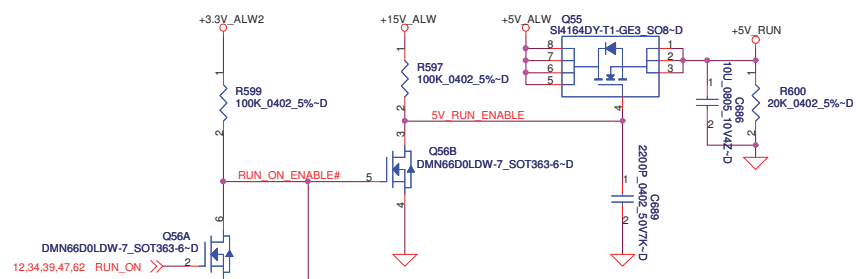 +3.3V_ALW2
+15V_ALW
+5V_ALW
Q55
SI4164DY-T1-GE3_SO8~D
+5V_RUN
8
7
6
5
1
2
3
4
1
R599
100K_0402_5%~D
2
1
R597
100K_0402_5%~D
2
5V_RUN_ENABLE
1
2
10U_0805_10V4Z~D
C686
1
R600
20K_0402_5%~D
2
3
Q56B
DMN66D0LDW-7_SOT363-6~D
5
4
RUN_ON_ENABLE#
1
2
2200P_0402_50V7K~D
C689
6
Q56A
DMN66D0LDW-7_SOT363-6~D
2
12,34,39,47,62 RUN_ON